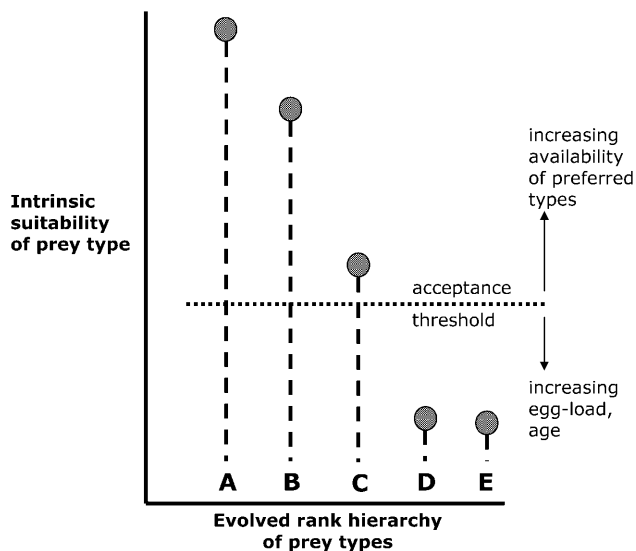 increasing
availability
of preferred
types
Intrinsic
suitability
of prey type
acceptance
threshold
increasing
egg-load,
age
A B C D E
Evolved rank hierarchy
of prey types